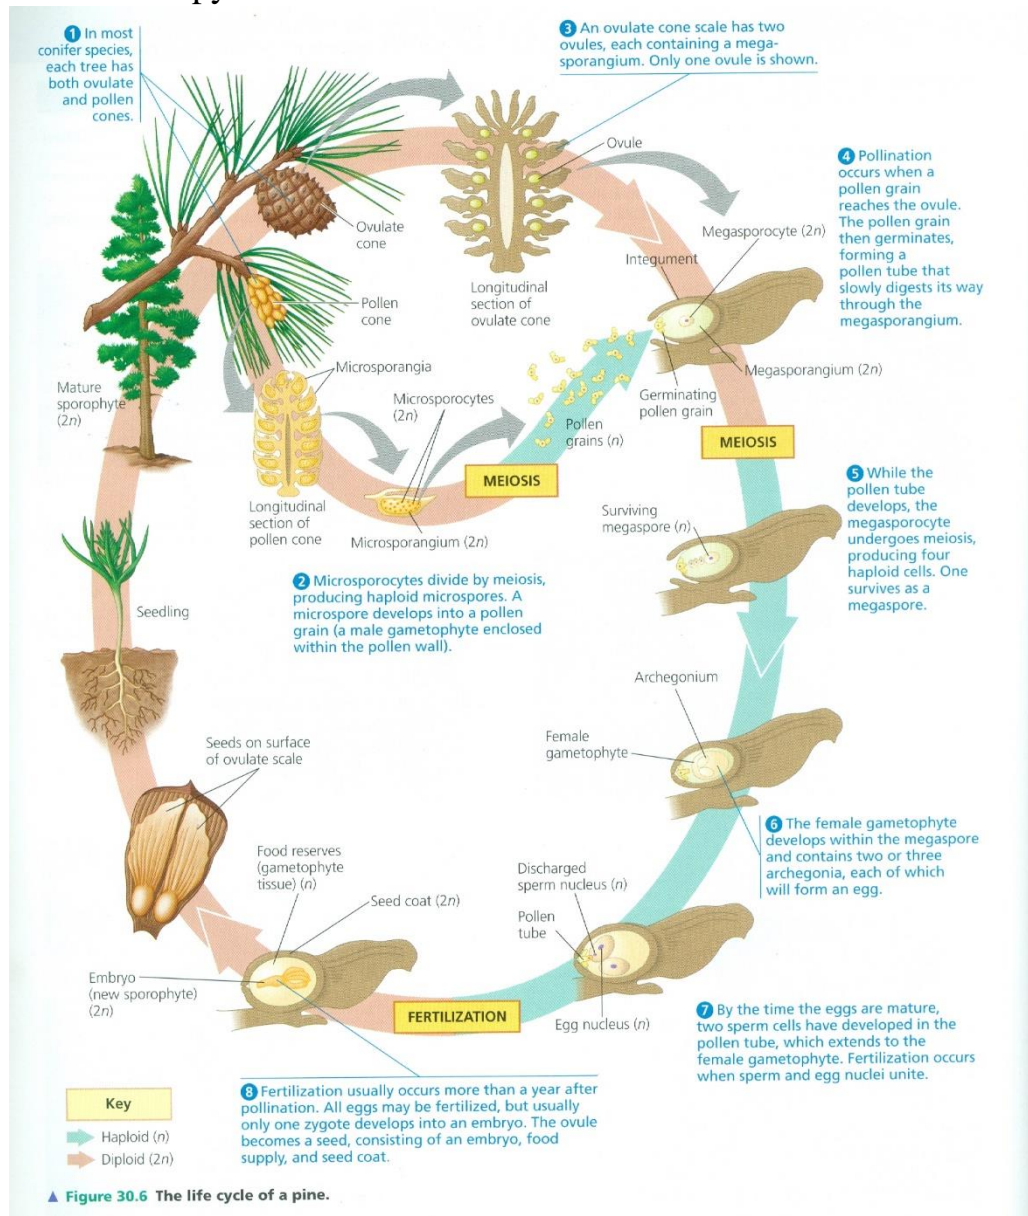 1 In most
conifer species,
each tree has
both ovulate
and pollen
cones.
3 An ovulate cone scale has two
ovules, each containing a mega-
sporangium. Only one ovule is shown.
Ovule
4 Pollination
occurs when a
pollen grain
reaches the ovule.
The pollen grain
then germinates,
forming a
pollen tube that
slowly digests its way
through the
megasporangium.
Ovulate
cone
Megasporocyte (2n)
Integument
Longitudinal
section of
ovulate cone
Pollen
cone
Microsporangia
Megasporangium (2n)
Mature
sporophyte
(2n)
Microsporocytes
(2n)
Germinating
pollen grain
Pollen
grains (n)
MEIOSIS
MEIOSIS
Longitudinal
section of
pollen cone
Microsporangium (2n)
5 While the
pollen tube
develops, the
megasporocyte
undergoes meiosis,
producing four
haploid cells. One
survives as a
megaspore.
Surviving
megaspore (n)
2 Microsporocytes divide by meiosis,
producing haploid microspores. A
microspore develops into a pollen
grain (a male gametophyte enclosed
within the pollen wall).
Seedling
Archegonium
Female
gametophyte
Seeds on surface
of ovulate scale
6 The female gametophyte
develops within the megaspore
and contains two or three
archegonia, each of which
will form an egg.
Food reserves
(gametophyte
tissue) (n)
Seed coat (2n)
Discharged
sperm nucleus (n)
Pollen
tube
Embryo
(new sporophyte)
(2n)
FERTILIZATION
Egg nucleus (n)
7 By the time the eggs are mature,
two sperm cells have developed in the
pollen tube, which extends to the
female gametophyte. Fertilization occurs
when sperm and egg nuclei unite.
8 Fertilization usually occurs more than a year after
pollination. All eggs may be fertilized, but usually
only one zygote develops into an embryo. The ovule
becomes a seed, consisting of an embryo, food
supply, and seed coat.
Key
Haploid (n)
Diploid (2n)
▲ Figure 30.6 The life cycle of a pine.